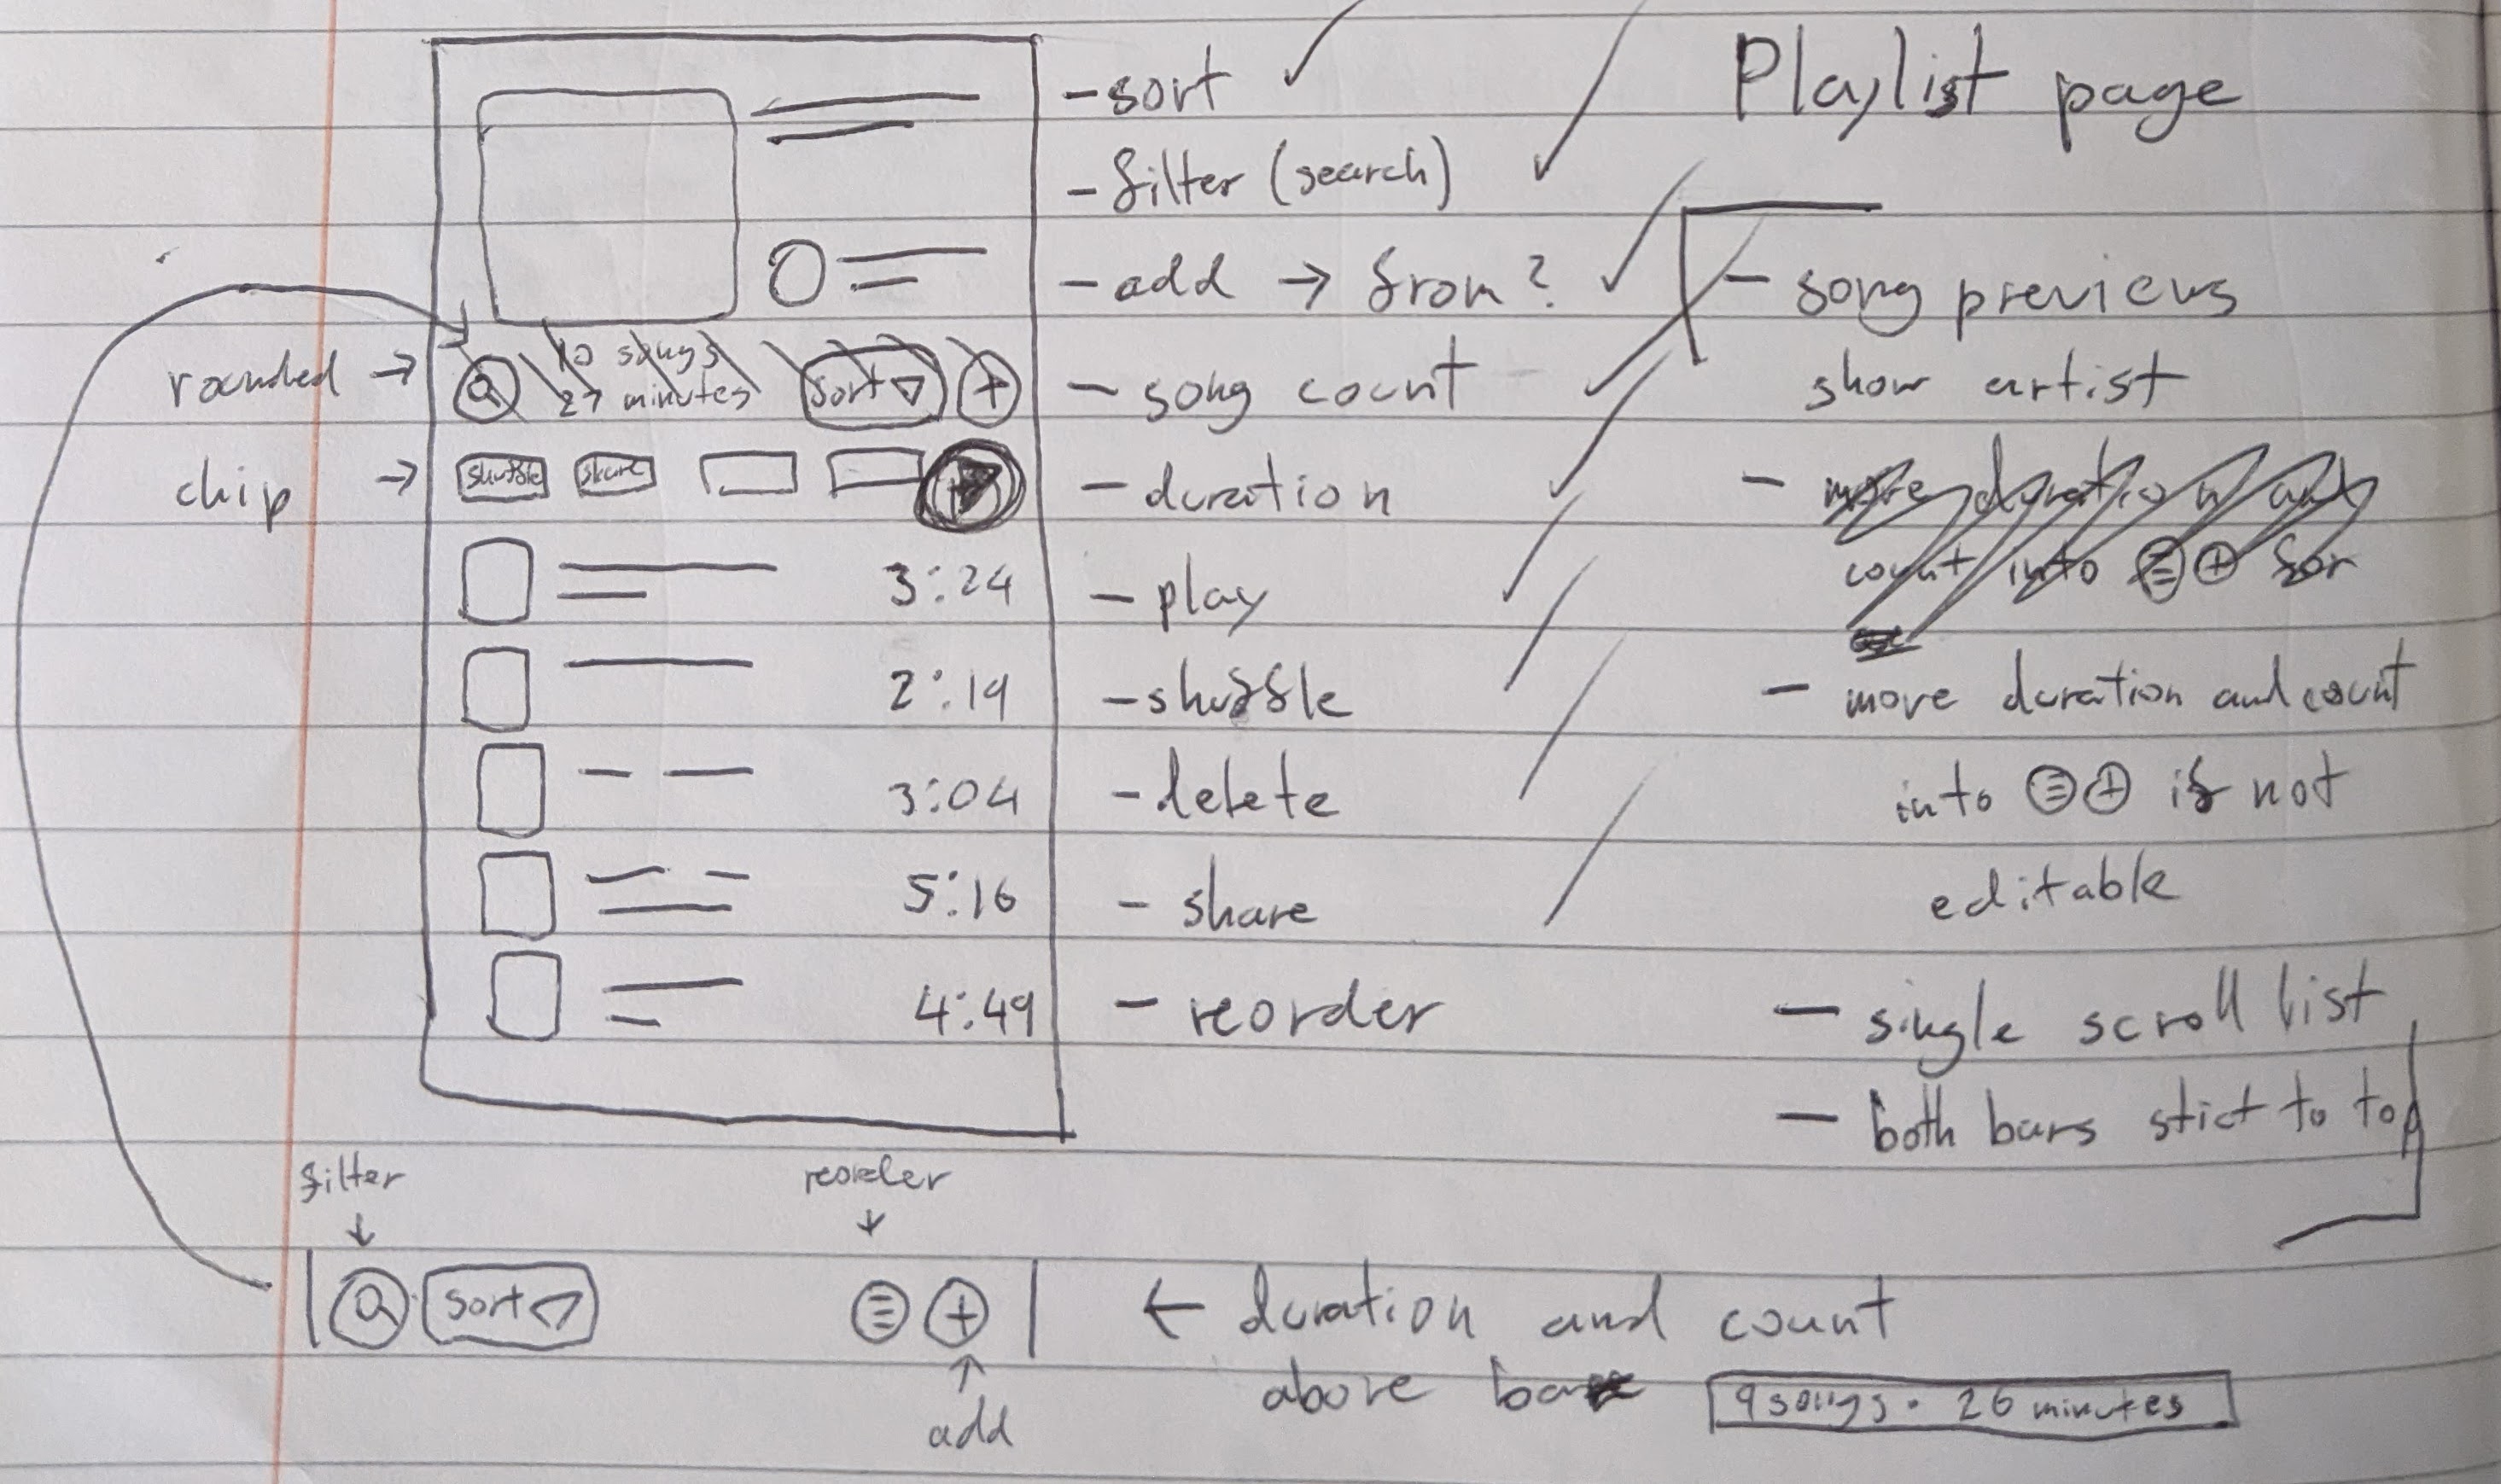 Playlist page
- sort
- filter (search)
- add → from?
- song count
- duration
- play
- shuffle
- delete
- share
- reorder
rounded →
chip →
10 songs
27 minutes
sort
shuffle
share
3:24
2:19
3:04
5:16
4:49
- song previews
show artist
- more duration and
count into for
- move duration and count
into if not
editable
- single scroll list
- both bars stict to top
filter
↓
reorder
↓
sort
↑
add
← duration and count
above bar
9 songs · 26 minutes